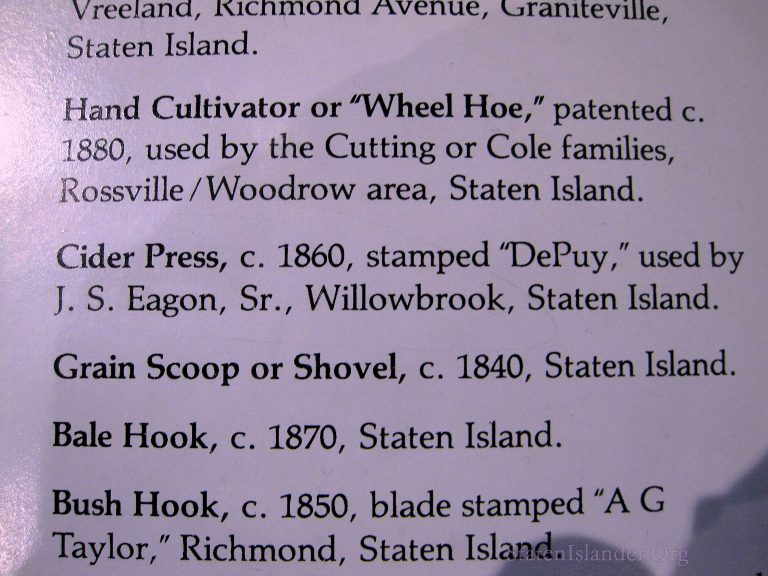 Vreeland, Richmond Avenue, Graniteville,
Staten Island.
Hand Cultivator or "Wheel Hoe," patented c.
1880, used by the Cutting or Cole families,
Rossville/Woodrow area, Staten Island.
Cider Press, c. 1860, stamped "DePuy," used by
J. S. Eagon, Sr., Willowbrook, Staten Island.
Grain Scoop or Shovel, c. 1840, Staten Island.
Bale Hook, c. 1870, Staten Island.
Bush Hook, c. 1850, blade stamped "A G
Taylor," Richmond, Staten Island.
StatenIslander.Org